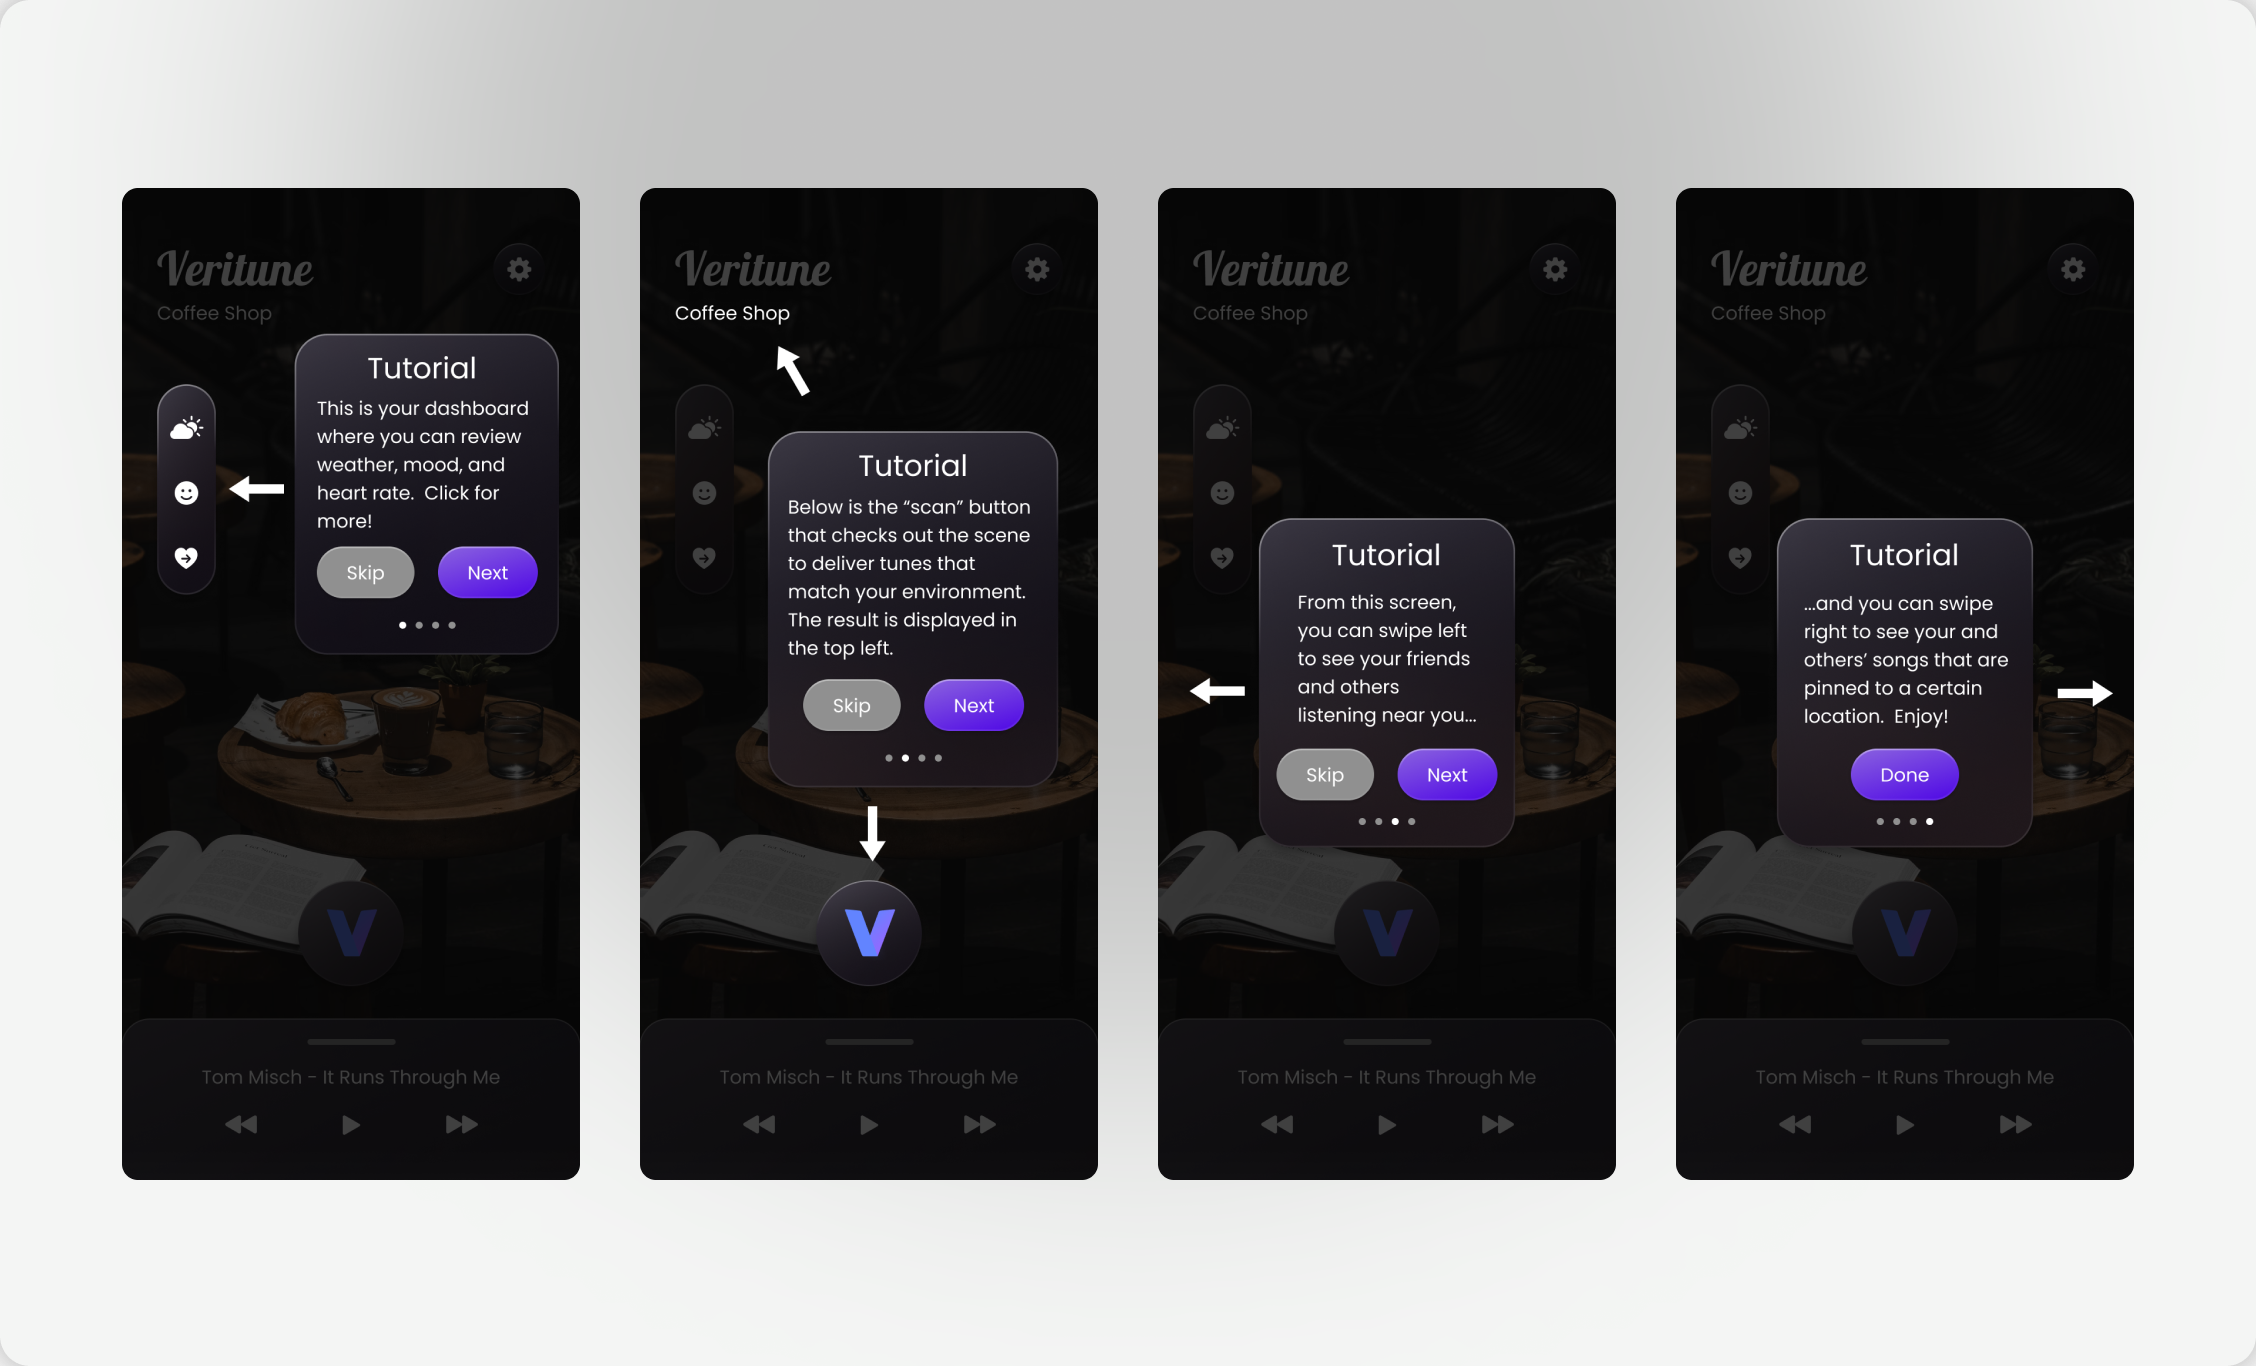 Veritune
Coffee Shop
Tutorial
This is your dashboard
where you can review
weather, mood, and
heart rate.  Click for
more!
Skip
Next
Tom Misch - It Runs Through Me
Veritune
Coffee Shop
Tutorial
Below is the “scan” button
that checks out the scene
to deliver tunes that
match your environment.
The result is displayed in
the top left.
Skip
Next
V
Tom Misch - It Runs Through Me
Veritune
Coffee Shop
Tutorial
From this screen,
you can swipe left
to see your friends
and others
listening near you...
Skip
Next
V
Tom Misch - It Runs Through Me
Veritune
Coffee Shop
Tutorial
...and you can swipe
right to see your and
others’ songs that are
pinned to a certain
location.  Enjoy!
Done
V
Tom Misch - It Runs Through Me